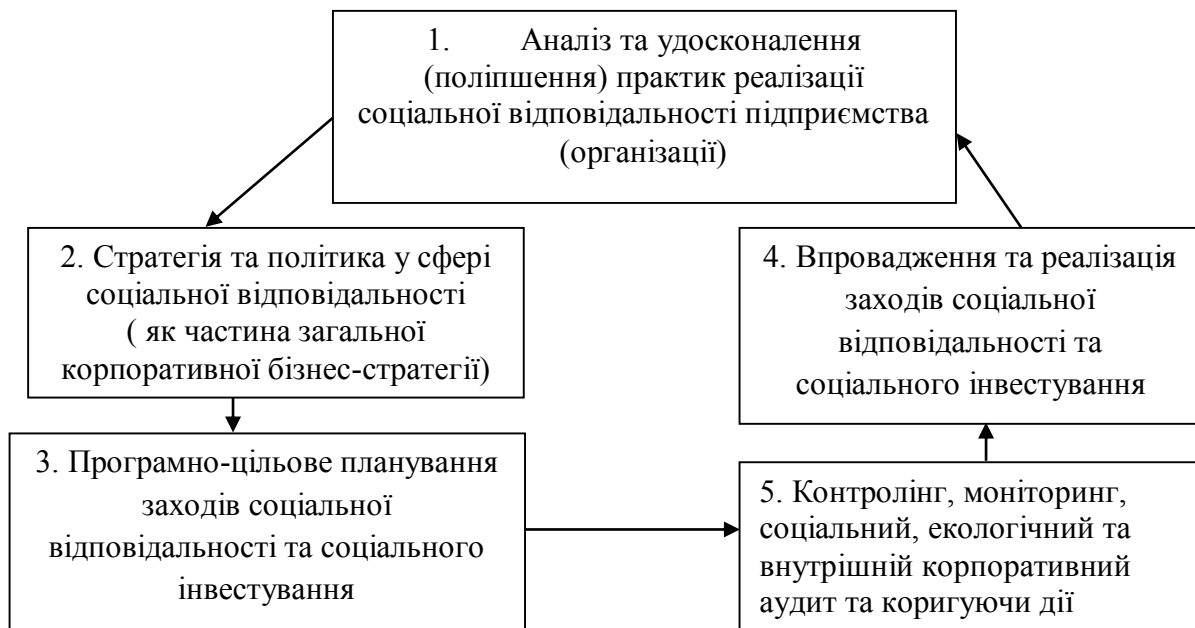 1. Аналіз та удосконалення
(поліпшення) практик реалізації
соціальної відповідальності підприємства
(організації)
2. Стратегія та політика у сфері
соціальної відповідальності
( як частина загальної
корпоративної бізнес-стратегії)
3. Програмно-цільове планування
заходів соціальної
відповідальності та соціального
інвестування
4. Впровадження та реалізація
заходів соціальної
відповідальності та
соціального інвестування
5. Контролінг, моніторинг,
соціальний, екологічний та
внутрішній корпоративний
аудит та коригуючи дії